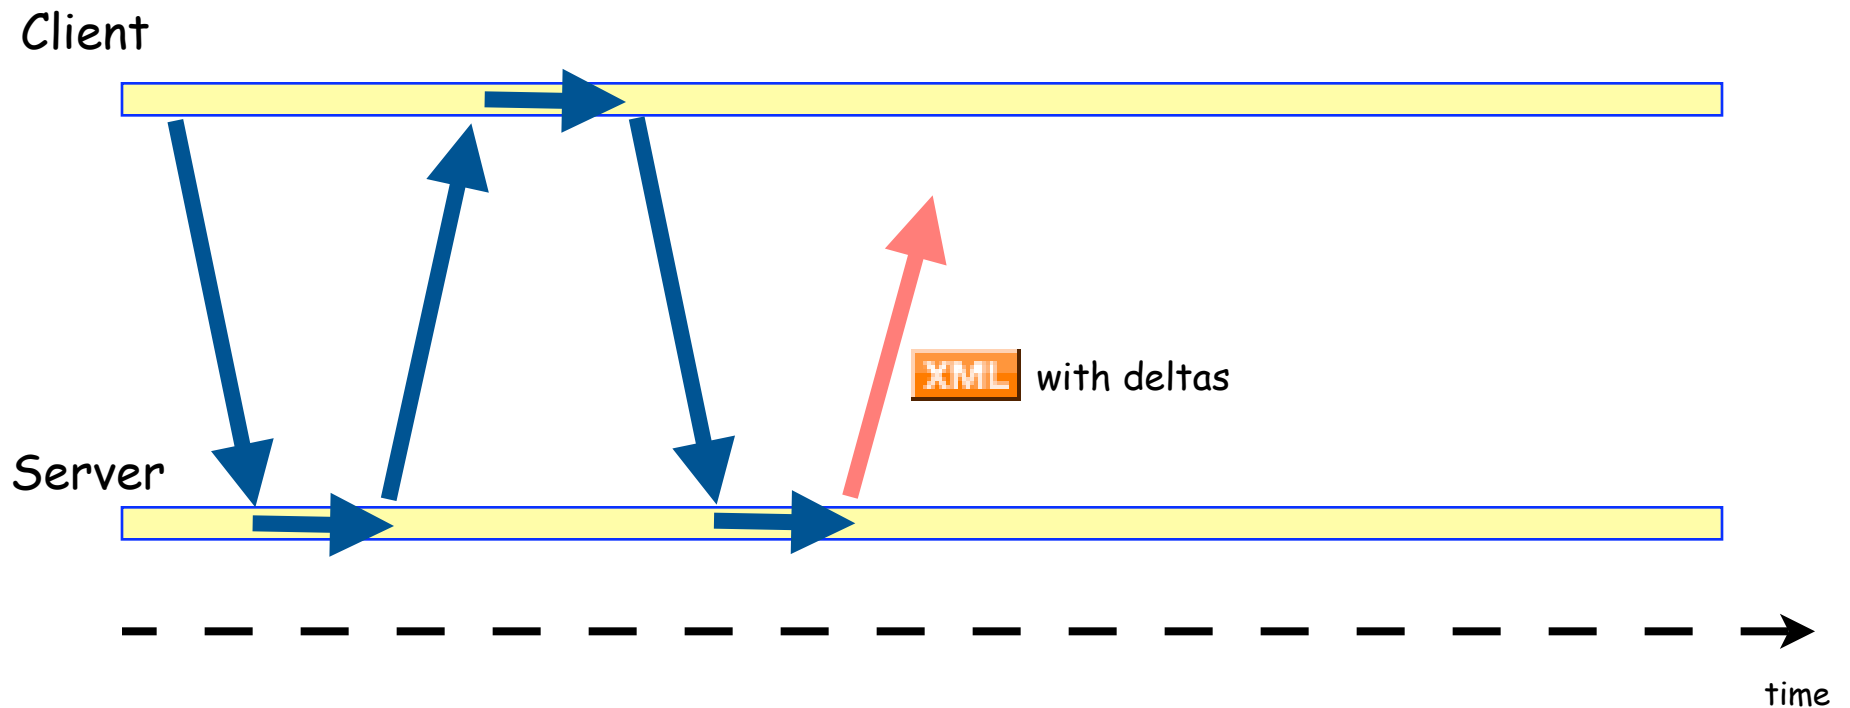 Client
XML with deltas
Server
time